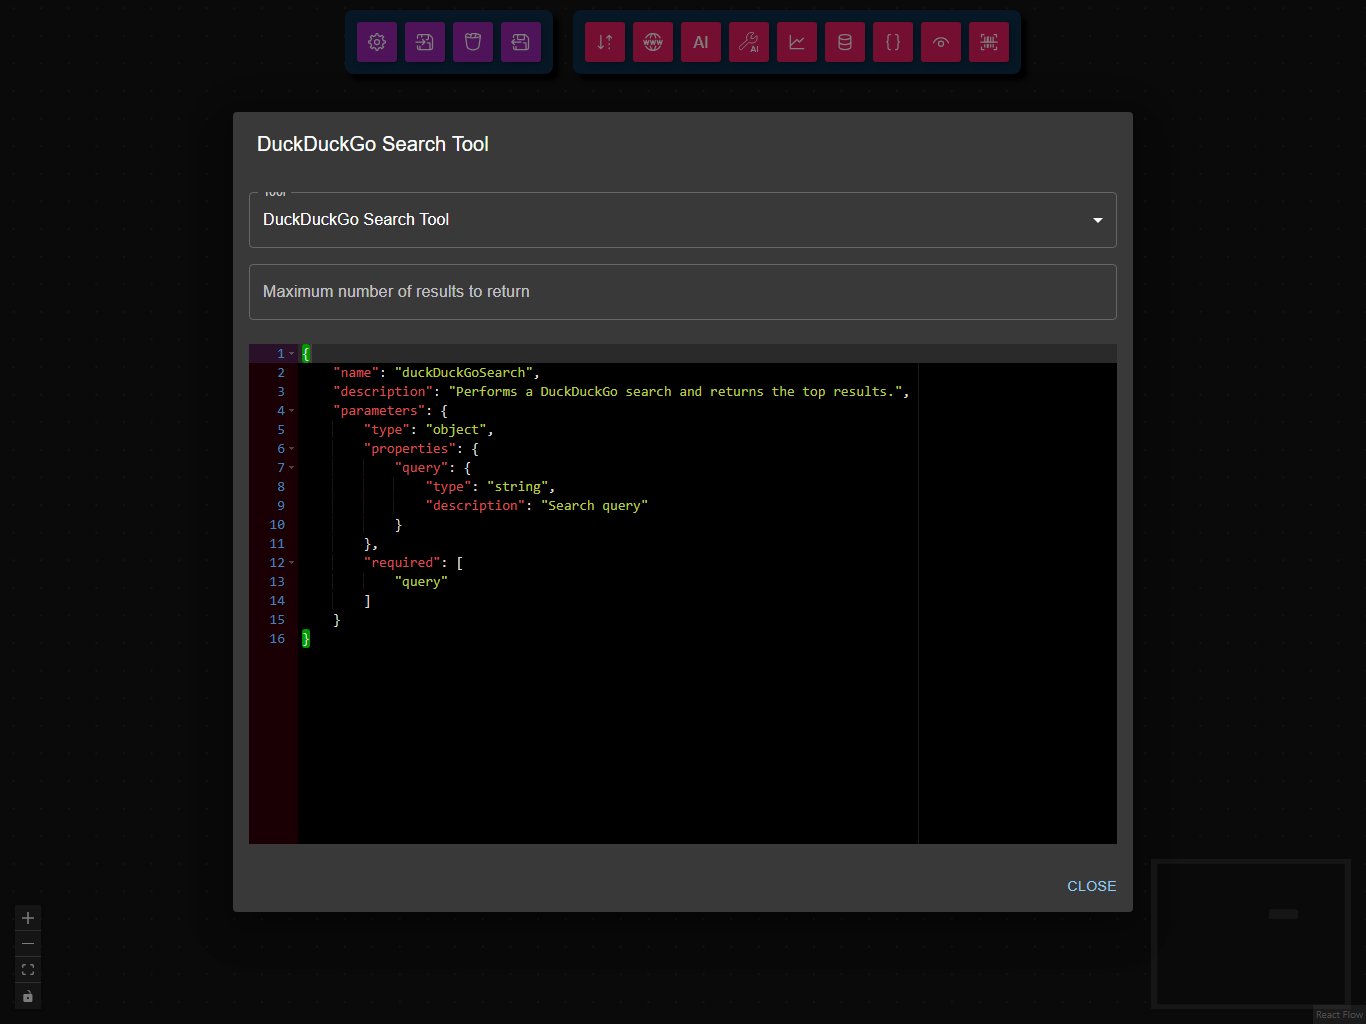 www AI AI { }
DuckDuckGo Search Tool
Tool
DuckDuckGo Search Tool
Maximum number of results to return
1 {
2 "name": "duckDuckGoSearch",
3 "description": "Performs a DuckDuckGo search and returns the top results.",
4 "parameters": {
5 "type": "object",
6 "properties": {
7 "query": {
8 "type": "string",
9 "description": "Search query"
10 }
11 },
12 "required": [
13 "query"
14 ]
15 }
16 }
CLOSE
React Flow